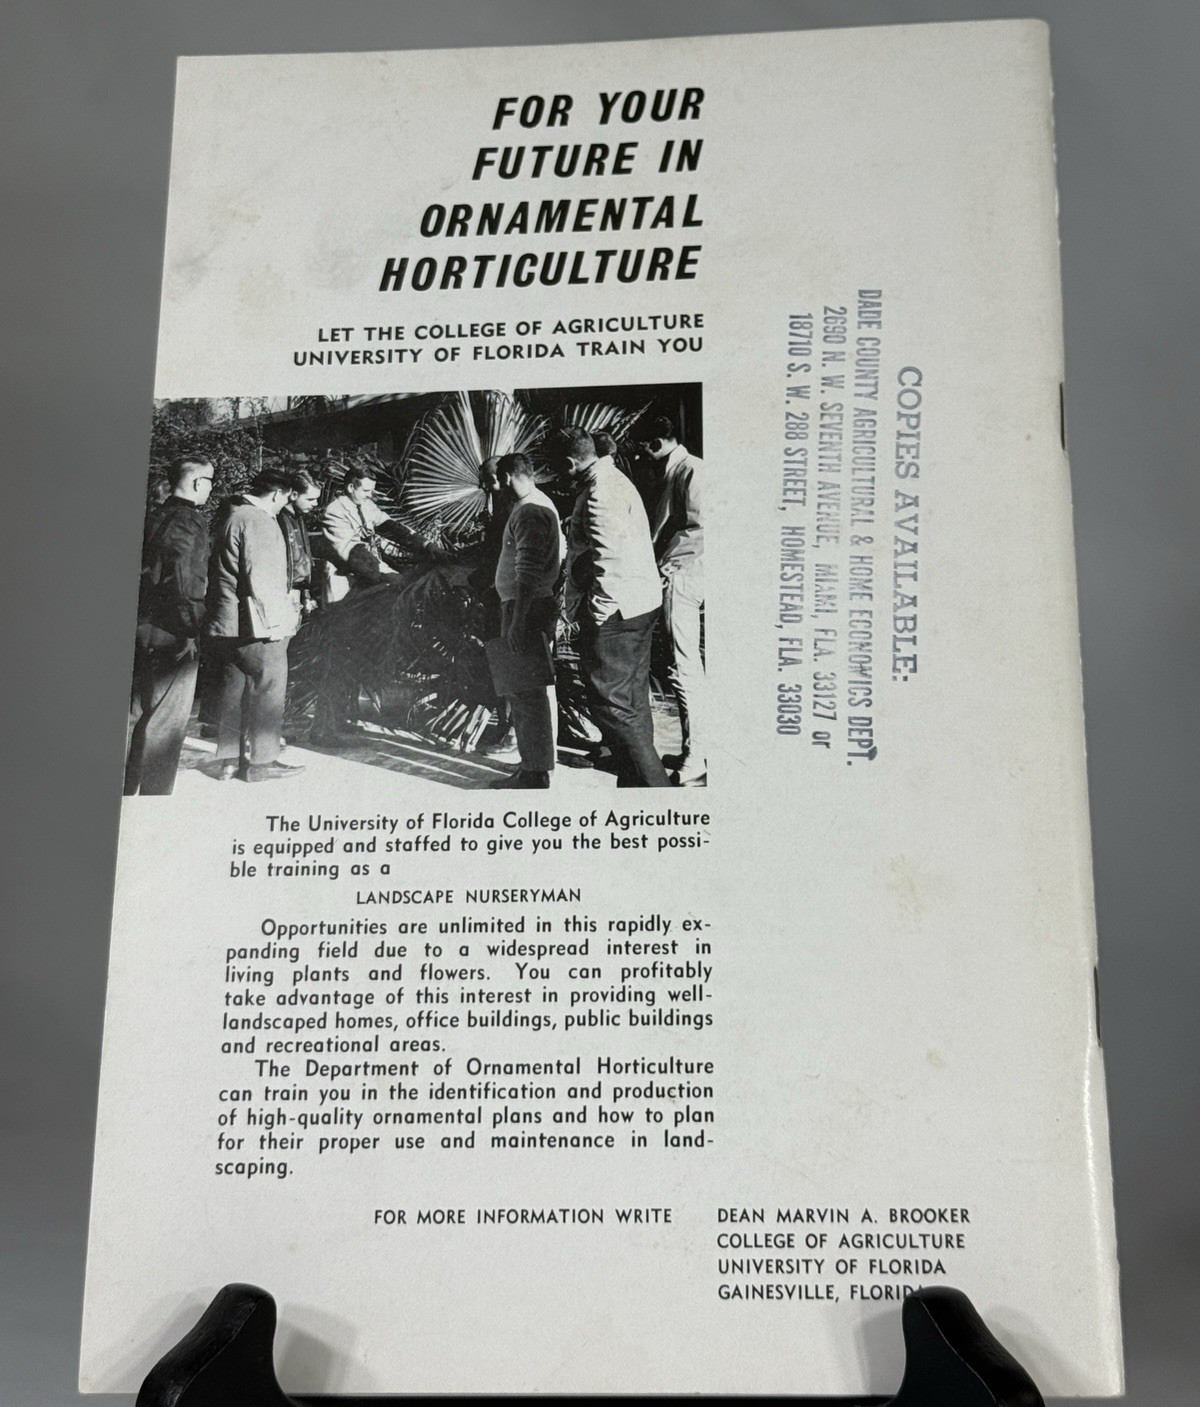 FOR YOUR
FUTURE IN
ORNAMENTAL
HORTICULTURE
LET THE COLLEGE OF AGRICULTURE
UNIVERSITY OF FLORIDA TRAIN YOU
The University of Florida College of Agriculture
is equipped and staffed to give you the best possi-
ble training as a
LANDSCAPE NURSERYMAN
Opportunities are unlimited in this rapidly ex-
panding field due to a widespread interest in
living plants and flowers. You can profitably
take advantage of this interest in providing well-
landscaped homes, office buildings, public buildings
and recreational areas.
The Department of Ornamental Horticulture
can train you in the identification and production
of high-quality ornamental plans and how to plan
for their proper use and maintenance in land-
scaping.
FOR MORE INFORMATION WRITE
DEAN MARVIN A. BROOKER
COLLEGE OF AGRICULTURE
UNIVERSITY OF FLORIDA
GAINESVILLE, FLORIDA
COPIES AVAILABLE:
DADE COUNTY AGRICULTURAL & HOME ECONOMICS DEPT.
2690 N. W. SEVENTH AVENUE, MIAMI, FLA. 33127 or
18710 S. W. 288 STREET, HOMESTEAD, FLA. 33030